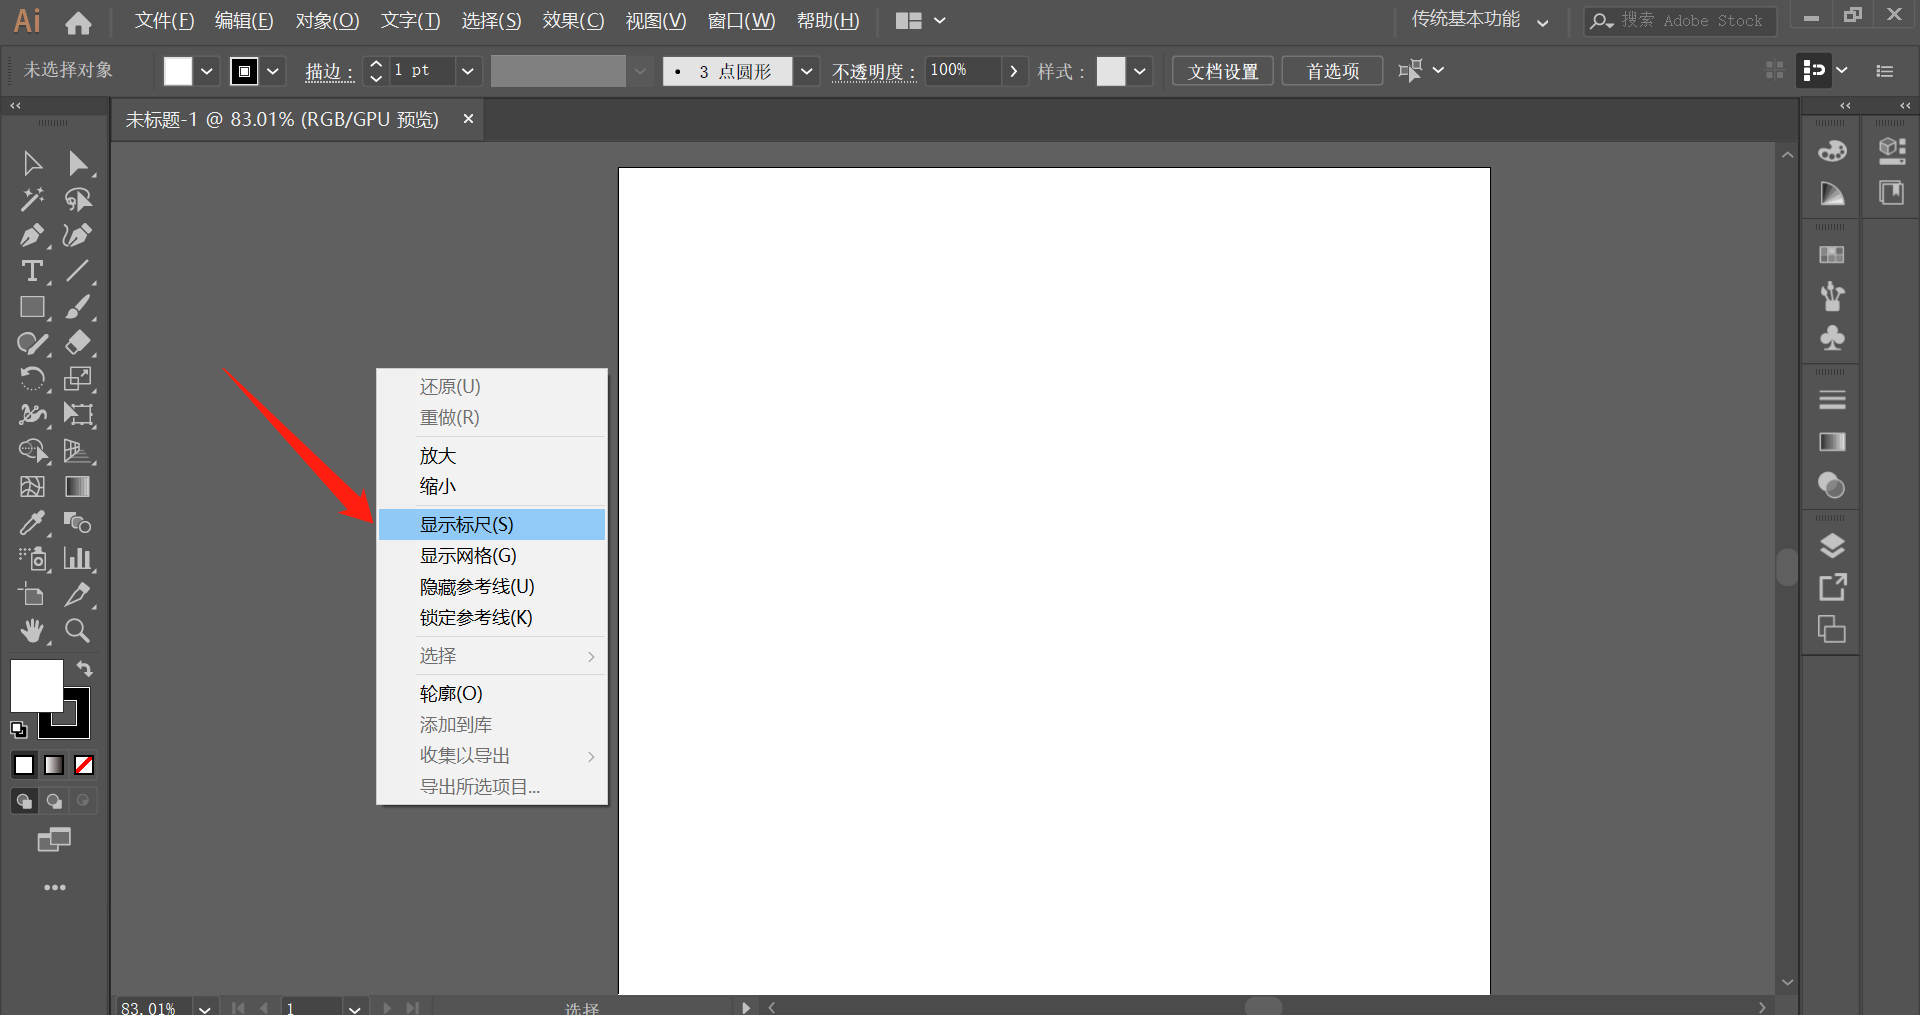 Ai 文件(F) 编辑(E) 对象(O) 文字(T) 选择(S) 效果(C) 视图(V) 窗口(W) 帮助(H) 传统基本功能 搜索 Adobe Stock
未选择对象 描边： 1 pt 3 点圆形 不透明度： 100% 样式： 文档设置 首选项
未标题-1 @ 83.01% (RGB/GPU 预览) ×
还原(U)
重做(R)
放大
缩小
显示标尺(S)
显示网格(G)
隐藏参考线(U)
锁定参考线(K)
选择
轮廓(O)
添加到库
收集以导出
导出所选项目...
83.01% 1 选择